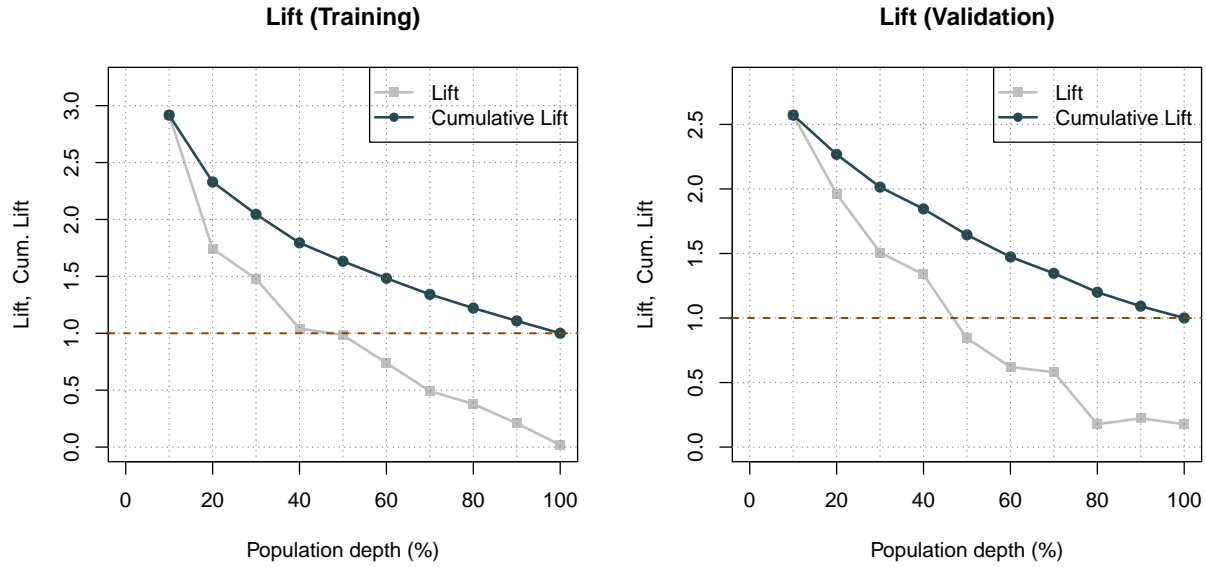 Lift (Training)
Lift, Cum. Lift
0.0 0.5 1.0 1.5 2.0 2.5 3.0
Lift
Cumulative Lift
0 20 40 60 80 100
Population depth (%)
Lift (Validation)
Lift, Cum. Lift
0.0 0.5 1.0 1.5 2.0 2.5
Lift
Cumulative Lift
0 20 40 60 80 100
Population depth (%)